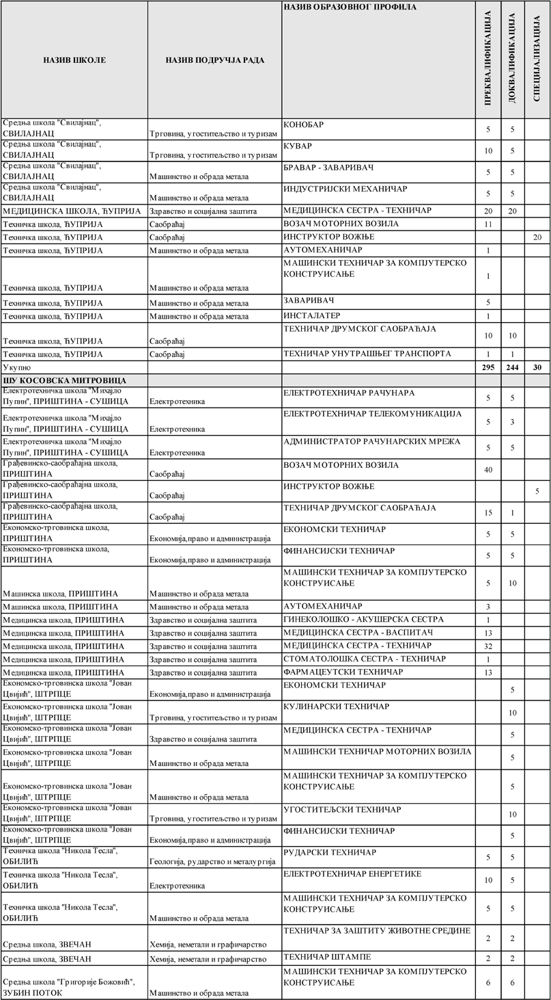 НАЗИВ ШКОЛЕ НАЗИВ ПОДРУЧЈА РАДА НАЗИВ ОБРАЗОВНОГ ПРОФИЛА ПРЕКВАЛИФИКАЦИЈА ДОКВАЛИФИКАЦИЈА СПЕЦИЈАЛИЗАЦИЈА
Средња школа "Свилајнац",
СВИЛАЈНАЦ Трговина, угоститељство и туризам КОНОБАР 5 5
Средња школа "Свилајнац",
СВИЛАЈНАЦ Трговина, угоститељство и туризам КУВАР 10 5
Средња школа "Свилајнац",
СВИЛАЈНАЦ Машинство и обрада метала БРАВАР - ЗАВАРИВАЧ 5 5
Средња школа "Свилајнац",
СВИЛАЈНАЦ Машинство и обрада метала ИНДУСТРИЈСКИ МЕХАНИЧАР 5 5
МЕДИЦИНСКА ШКОЛА, ЋУПРИЈА Здравство и социјална заштита МЕДИЦИНСКА СЕСТРА - ТЕХНИЧАР 20 20
Техничка школа, ЋУПРИЈА Саобраћај ВОЗАЧ МОТОРНИХ ВОЗИЛА 11
Техничка школа, ЋУПРИЈА Саобраћај ИНСТРУКТОР ВОЖЊЕ 20
Техничка школа, ЋУПРИЈА Машинство и обрада метала АУТОМЕХАНИЧАР 1
Техничка школа, ЋУПРИЈА Машинство и обрада метала МАШИНСКИ ТЕХНИЧАР ЗА КОМПЈУТЕРСКО
КОНСТРУИСАЊЕ 1
Техничка школа, ЋУПРИЈА Машинство и обрада метала ЗАВАРИВАЧ 5
Техничка школа, ЋУПРИЈА Машинство и обрада метала ИНСТАЛАТЕР 1
Техничка школа, ЋУПРИЈА Саобраћај ТЕХНИЧАР ДРУМСКОГ САОБРАЋАЈА 10 10
Техничка школа, ЋУПРИЈА Саобраћај ТЕХНИЧАР УНУТРАШЊЕГ ТРАНСПОРТА 1 1
Укупно 295 244 30
ШУ КОСОВСКА МИТРОВИЦА
Електротехничка школа "Михајло
Пупин", ПРИШТИНА - СУШИЦА Електротехника ЕЛЕКТРОТЕХНИЧАР РАЧУНАРА 5 5
Електротехничка школа "Михајло
Пупин", ПРИШТИНА - СУШИЦА Електротехника ЕЛЕКТРОТЕХНИЧАР ТЕЛЕКОМУНИКАЦИЈА 5 3
Електротехничка школа "Михајло
Пупин", ПРИШТИНА - СУШИЦА Електротехника АДМИНИСТРАТОР РАЧУНАРСКИХ МРЕЖА 5 5
Грађевинско-саобраћајна школа,
ПРИШТИНА Саобраћај ВОЗАЧ МОТОРНИХ ВОЗИЛА 40
Грађевинско-саобраћајна школа,
ПРИШТИНА Саобраћај ИНСТРУКТОР ВОЖЊЕ 5
Грађевинско-саобраћајна школа,
ПРИШТИНА Саобраћај ТЕХНИЧАР ДРУМСКОГ САОБРАЋАЈА 15 1
Економско-трговинска школа,
ПРИШТИНА Економија,право и администрација ЕКОНОМСКИ ТЕХНИЧАР 5 5
Економско-трговинска школа,
ПРИШТИНА Економија,право и администрација ФИНАНСИЈСКИ ТЕХНИЧАР 5 5
Машинска школа, ПРИШТИНА Машинство и обрада метала МАШИНСКИ ТЕХНИЧАР ЗА КОМПЈУТЕРСКО
КОНСТРУИСАЊЕ 5 10
Машинска школа, ПРИШТИНА Машинство и обрада метала АУТОМЕХАНИЧАР 3
Медицинска школа, ПРИШТИНА Здравство и социјална заштита ГИНЕКОЛОШКО - АКУШЕРСКА СЕСТРА 1
Медицинска школа, ПРИШТИНА Здравство и социјална заштита МЕДИЦИНСКА СЕСТРА - ВАСПИТАЧ 13
Медицинска школа, ПРИШТИНА Здравство и социјална заштита МЕДИЦИНСКА СЕСТРА - ТЕХНИЧАР 32
Медицинска школа, ПРИШТИНА Здравство и социјална заштита СТОМАТОЛОШКА СЕСТРА - ТЕХНИЧАР 1
Медицинска школа, ПРИШТИНА Здравство и социјална заштита ФАРМАЦЕУТСКИ ТЕХНИЧАР 13
Економско-трговинска школа "Јован
Цвијић", ШТРПЦЕ Економија,право и администрација ЕКОНОМСКИ ТЕХНИЧАР 5
Економско-трговинска школа "Јован
Цвијић", ШТРПЦЕ Трговина, угоститељство и туризам КУЛИНАРСКИ ТЕХНИЧАР 10
Економско-трговинска школа "Јован
Цвијић", ШТРПЦЕ Здравство и социјална заштита МЕДИЦИНСКА СЕСТРА - ТЕХНИЧАР 5
Економско-трговинска школа "Јован
Цвијић", ШТРПЦЕ Машинство и обрада метала МАШИНСКИ ТЕХНИЧАР МОТОРНИХ ВОЗИЛА 5
Економско-трговинска школа "Јован
Цвијић", ШТРПЦЕ Машинство и обрада метала МАШИНСКИ ТЕХНИЧАР ЗА КОМПЈУТЕРСКО
КОНСТРУИСАЊЕ 5
Економско-трговинска школа "Јован
Цвијић", ШТРПЦЕ Трговина, угоститељство и туризам УГОСТИТЕЉСКИ ТЕХНИЧАР 10
Економско-трговинска школа "Јован
Цвијић", ШТРПЦЕ Економија,право и администрација ФИНАНСИЈСКИ ТЕХНИЧАР 5
Техничка школа "Никола Тесла",
ОБИЛИЋ Геологија, рударство и металургија РУДАРСКИ ТЕХНИЧАР 5 5
Техничка школа "Никола Тесла",
ОБИЛИЋ Електротехника ЕЛЕКТРОТЕХНИЧАР ЕНЕРГЕТИКЕ 10 5
Техничка школа "Никола Тесла",
ОБИЛИЋ Машинство и обрада метала МАШИНСКИ ТЕХНИЧАР ЗА КОМПЈУТЕРСКО
КОНСТРУИСАЊЕ 5 5
Средња школа, ЗВЕЧАН Хемија, неметали и графичарство ТЕХНИЧАР ЗА ЗАШТИТУ ЖИВОТНЕ СРЕДИНЕ 2 2
Средња школа, ЗВЕЧАН Хемија, неметали и графичарство ТЕХНИЧАР ШТАМПЕ 2 2
Средња школа "Григорије Божовић",
ЗУБИН ПОТОК Машинство и обрада метала МАШИНСКИ ТЕХНИЧАР ЗА КОМПЈУТЕРСКО
КОНСТРУИСАЊЕ 6 6